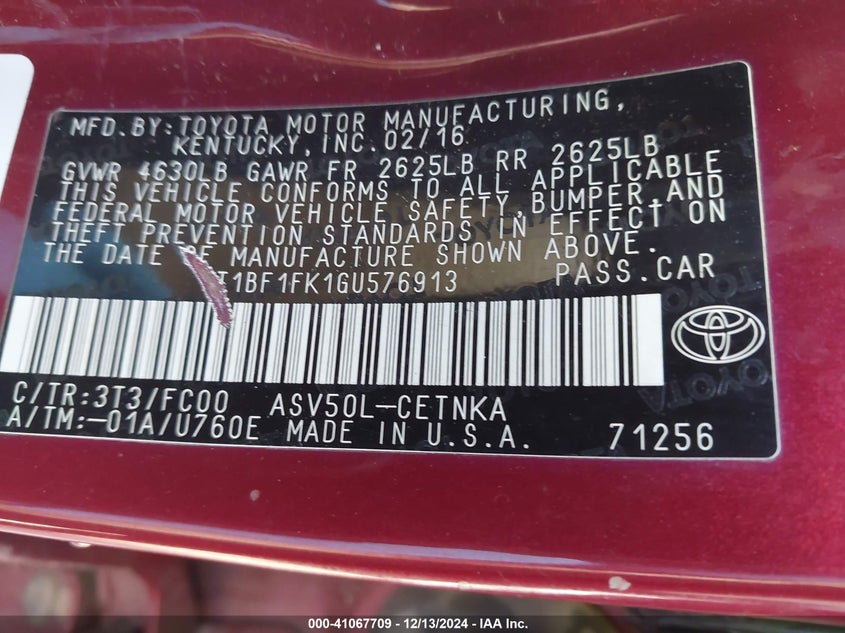 MFD. BY: TOYOTA MOTOR MANUFACTURING,
KENTUCKY, INC. 02/16
GVWR 4630LB GAWR FR 2625LB RR 2625LB
THIS VEHICLE CONFORMS TO ALL APPLICABLE
FEDERAL MOTOR VEHICLE SAFETY, BUMPER, AND
THEFT PREVENTION STANDARDS IN EFFECT ON
THE DATE OF MANUFACTURE SHOWN ABOVE.
T1BF1FK1GU576913 PASS. CAR
C/TR: 3T3/FC00 ASV50L-CETNKA
A/TM: -01A/U760E MADE IN U.S.A. 71256
000-41067709 - 12/13/2024 - IAA Inc.